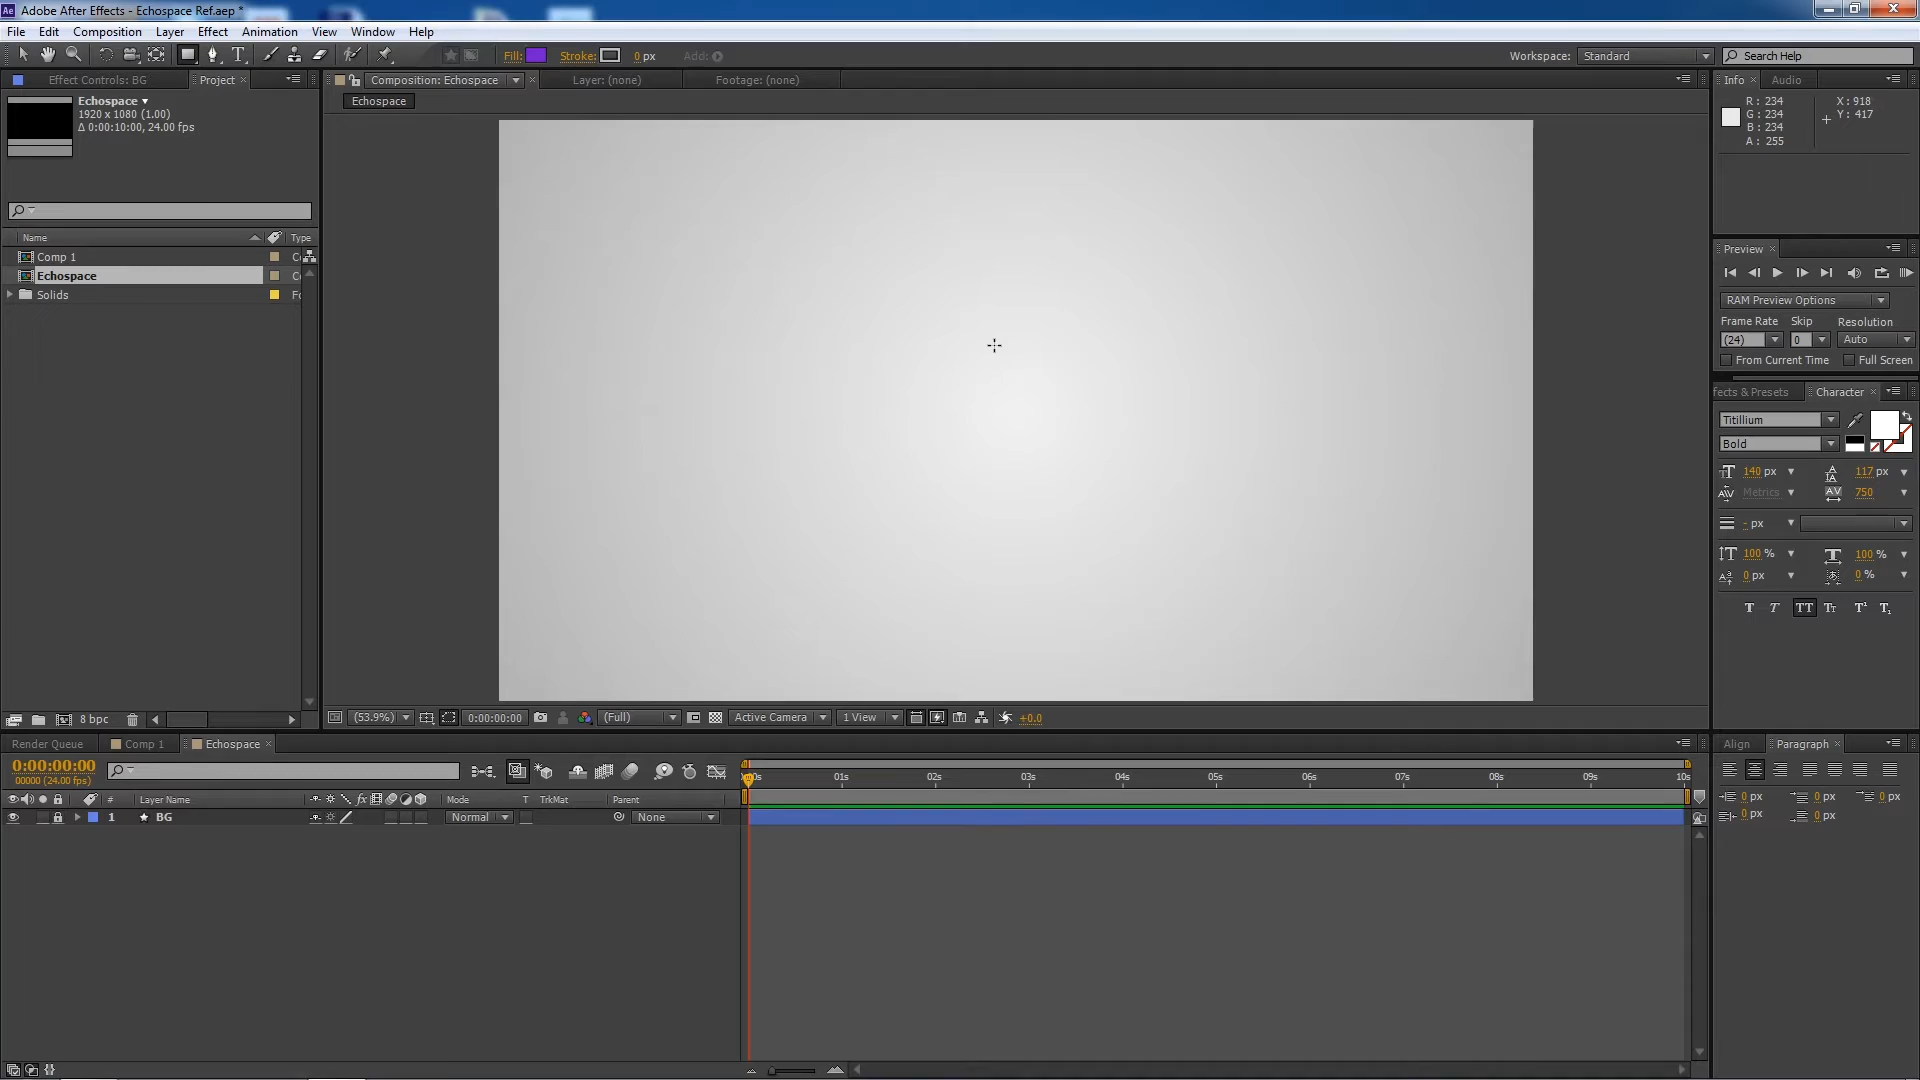 Ae Adobe After Effects - Echospace Ref.aep *
File Edit Composition Layer Effect Animation View Window Help
T Fill: Stroke: 0 px Add: Workspace: Standard Search Help
Effect Controls: BG Project Composition: Echospace Layer: (none) Footage: (none) Info Audio
Echospace
1920 x 1080 (1.00)
Δ 0:00:10:00, 24.00 fps
Echospace
R : 234
G : 234
B : 234
A : 255
X : 918
Y : 417
Name Type
Comp 1 C
Echospace C
Solids Fo
Preview
RAM Preview Options
Frame Rate Skip Resolution
(24) 0 Auto
From Current Time Full Screen
fects & Presets Character
Titillium
Bold
140 px 117 px
Metrics 750
- px
100 % 100 %
0 px 0 %
T T TT Tt T¹ T₁
8 bpc (53.9%) 0:00:00:00 (Full) Active Camera 1 View +0.0
Render Queue Comp 1 Echospace
0:00:00:00
00000 (24.00 fps)
:00s 01s 02s 03s 04s 05s 06s 07s 08s 09s 10s
# Layer Name fx Mode T TrkMat Parent
1 BG Normal None
Align Paragraph
0 px 0 px 0 px
0 px 0 px